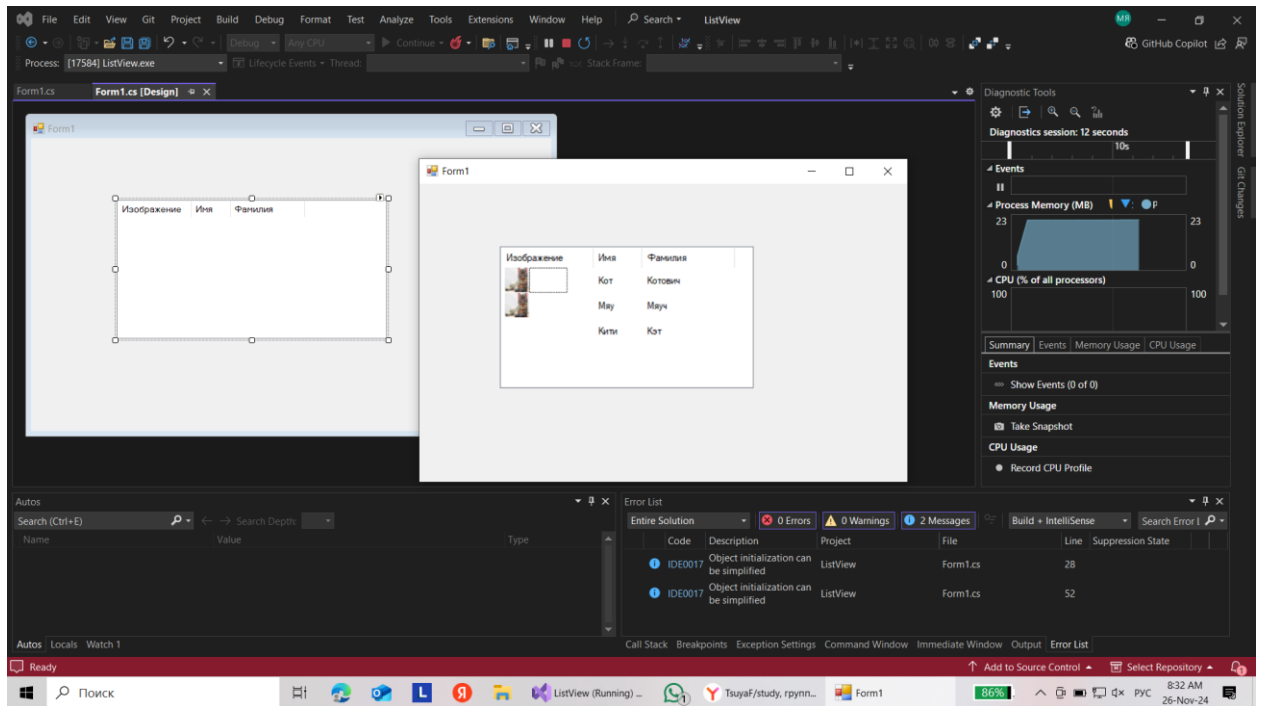 File Edit View Git Project Build Debug Format Test Analyze Tools Extensions Window Help Search ListView MR
Debug Any CPU Continue GitHub Copilot
Process: [17584] ListView.exe Lifecycle Events Thread: Stack Frame:
Form1.cs Form1.cs [Design]
Form1
Изображение Имя Фамилия
Form1
Изображение Имя Фамилия
Кот Котович
Мяу Мяуч
Кити Кэт
Diagnostic Tools
Diagnostics session: 12 seconds
10s
Events
Process Memory (MB) P
23 23
0 0
CPU (% of all processors)
100 100
Summary Events Memory Usage CPU Usage
Events
Show Events (0 of 0)
Memory Usage
Take Snapshot
CPU Usage
Record CPU Profile
Solution Explorer
Git Changes
Autos
Search (Ctrl+E) Search Depth:
Name Value Type
Autos Locals Watch 1
Error List
Entire Solution 0 Errors 0 Warnings 2 Messages Build + IntelliSense Search Error L
Code Description Project File Line Suppression State
IDE0017 Object initialization can be simplified ListView Form1.cs 28
IDE0017 Object initialization can be simplified ListView Form1.cs 52
Call Stack Breakpoints Exception Settings Command Window Immediate Window Output Error List
Ready Add to Source Control Select Repository
Поиск L Я ListView (Running) - 1 TsuyaF/study, групп... Form1 86% РУС 8:32 AM
26-Nov-24